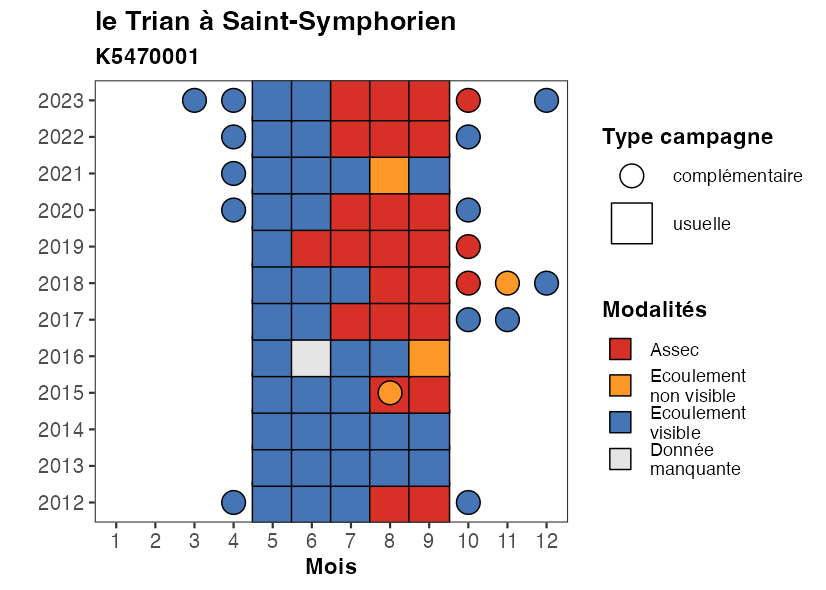 le Trian à Saint-Symphorien
K5470001
2023
2022
2021
2020
2019
2018
2017
2016
2015
2014
2013
2012
1 2 3 4 5 6 7 8 9 10 11 12
Mois
Type campagne
complémentaire
usuelle
Modalités
Assec
Ecoulement
non visible
Ecoulement
visible
Donnée
manquante